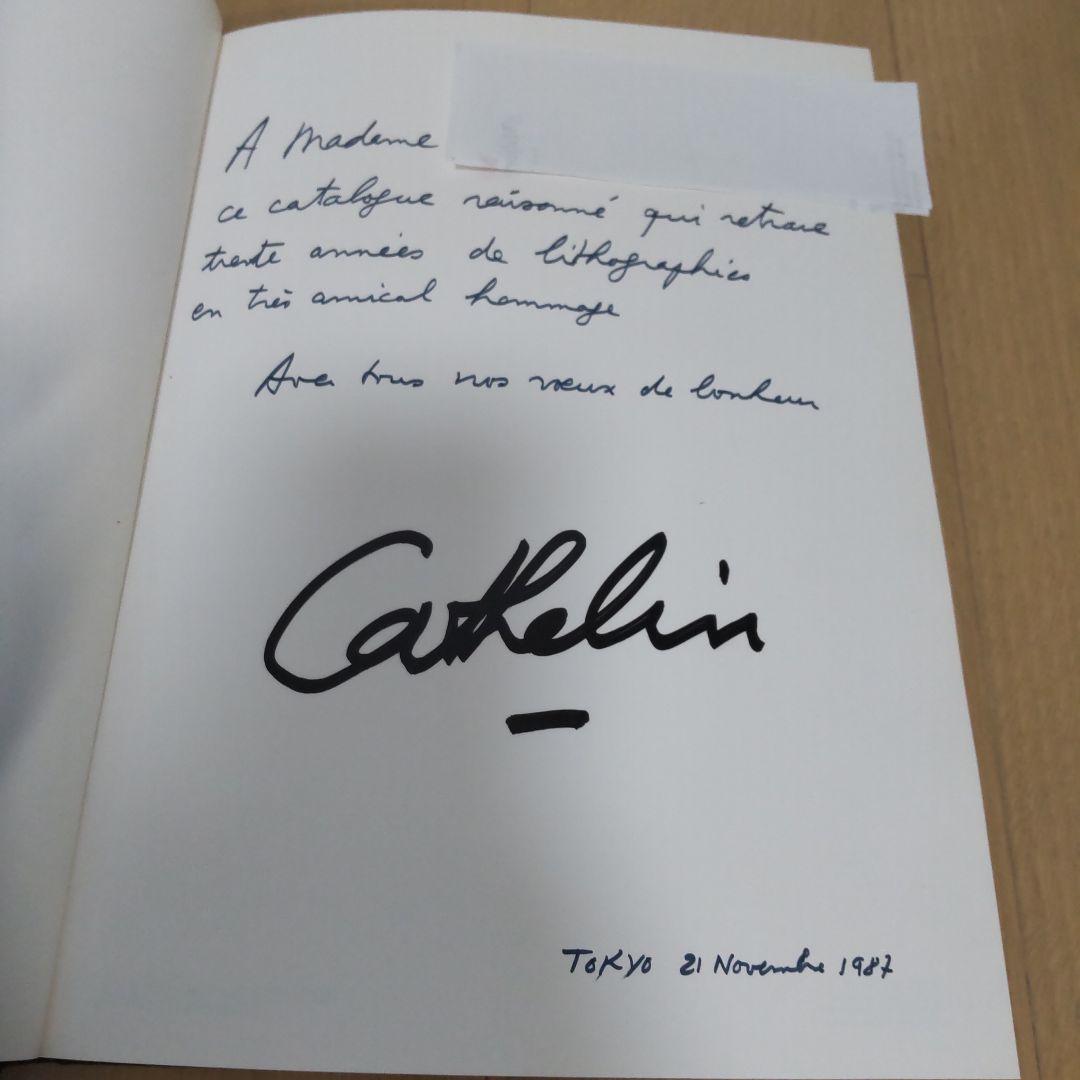 A Madame
ce catalogue raisonné qui retrace
trente années de lithographies
en très amical hommage
Avec tous nos vœux de bonheur
Cathelin
TOKYO 21 Novembre 1987